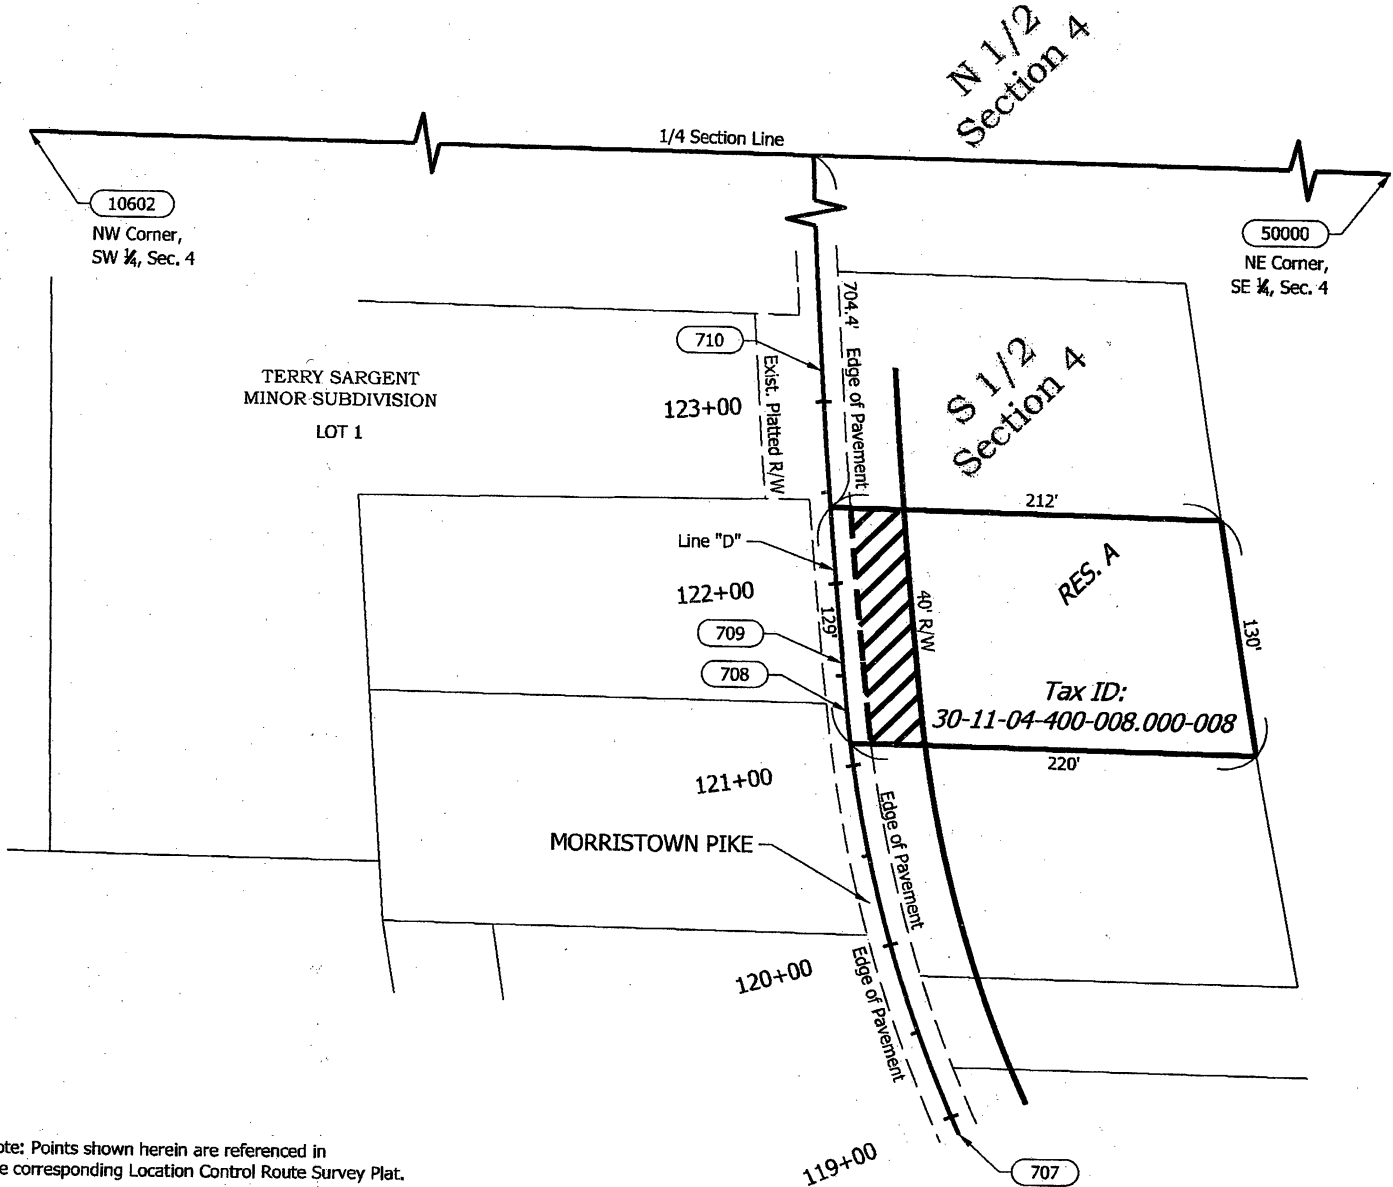 N 1/2
Section 4
1/4 Section Line
10602
NW Corner,
SW ¼, Sec. 4
50000
NE Corner,
SE ¼, Sec. 4
704.4'
Edge of Pavement
710
Exist. Platted R/W
S 1/2
Section 4
TERRY SARGENT
MINOR SUBDIVISION
LOT 1
123+00
212'
Line "D"
RES. A
122+00
129'
40' R/W
130'
709
708
Tax ID:
30-11-04-400-008.000-008
220'
121+00
Edge of Pavement
MORRISTOWN PIKE
120+00
Edge of Pavement
119+00
707
ote: Points shown herein are referenced in
e corresponding Location Control Route Survey Plat.